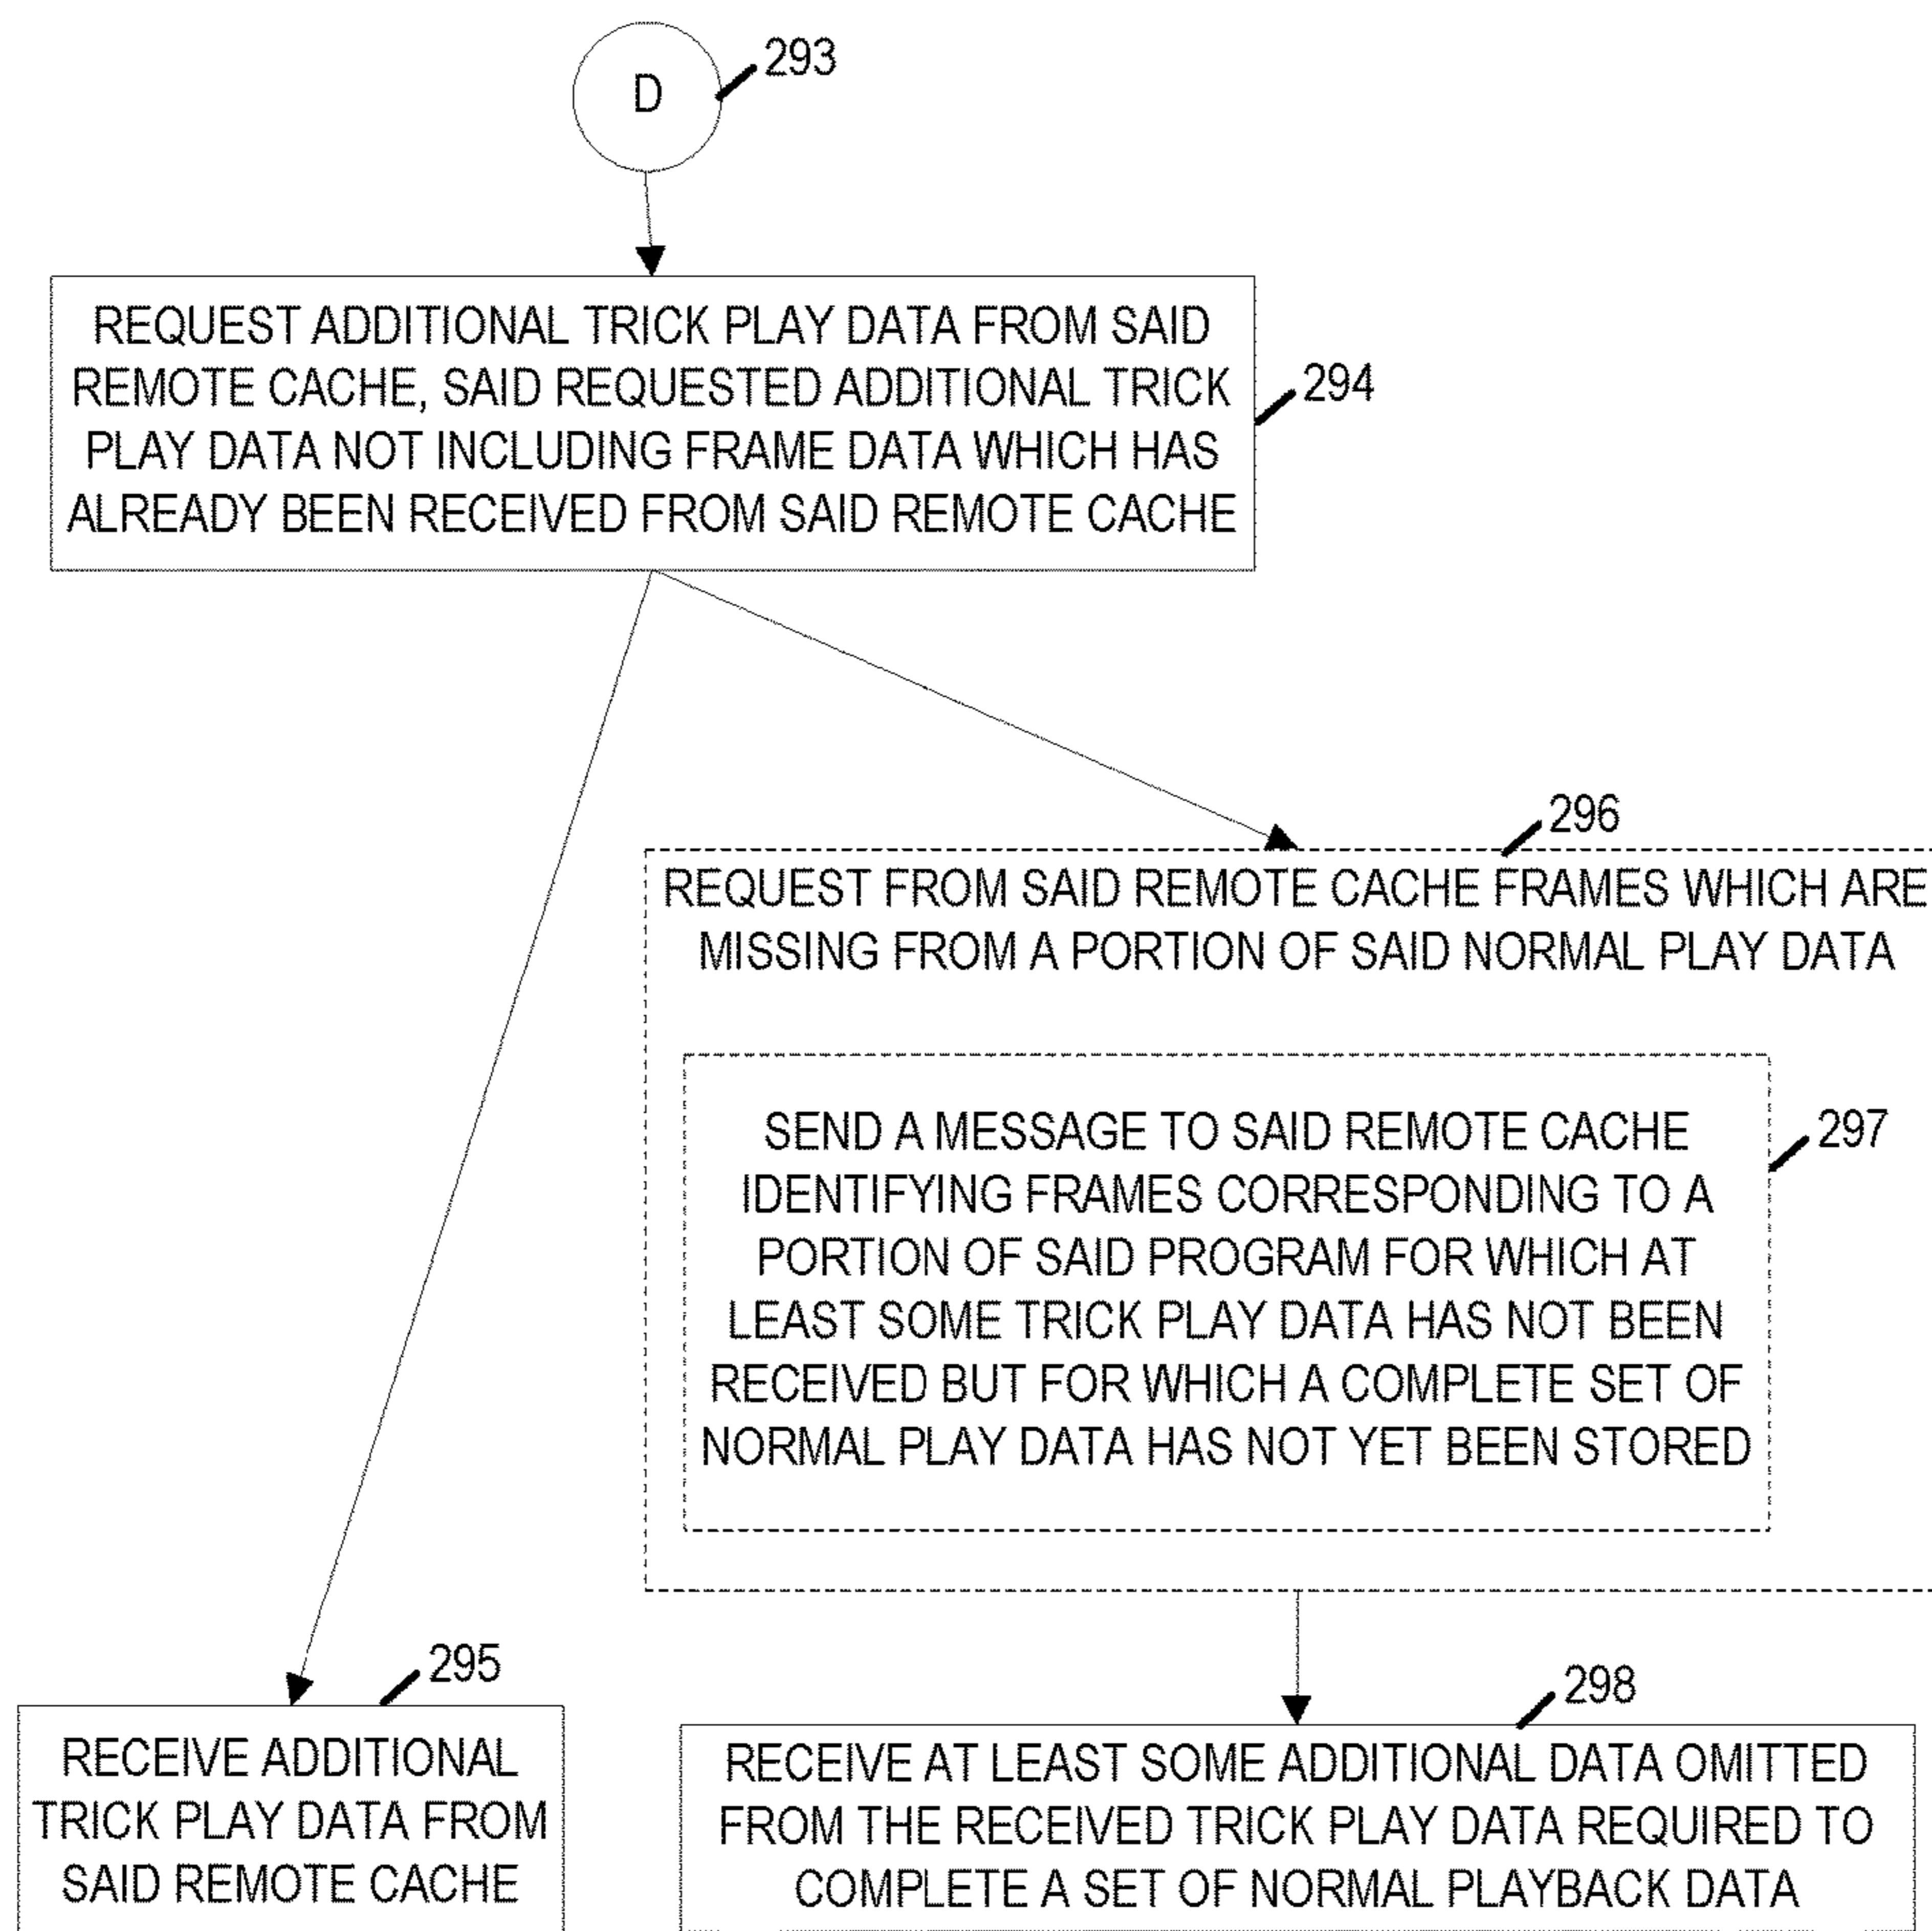 D
293
REQUEST ADDITIONAL TRICK PLAY DATA FROM SAID
REMOTE CACHE, SAID REQUESTED ADDITIONAL TRICK
PLAY DATA NOT INCLUDING FRAME DATA WHICH HAS
ALREADY BEEN RECEIVED FROM SAID REMOTE CACHE
294
296
REQUEST FROM SAID REMOTE CACHE FRAMES WHICH ARE
MISSING FROM A PORTION OF SAID NORMAL PLAY DATA
SEND A MESSAGE TO SAID REMOTE CACHE
IDENTIFYING FRAMES CORRESPONDING TO A
PORTION OF SAID PROGRAM FOR WHICH AT
LEAST SOME TRICK PLAY DATA HAS NOT BEEN
RECEIVED BUT FOR WHICH A COMPLETE SET OF
NORMAL PLAY DATA HAS NOT YET BEEN STORED
297
295
RECEIVE ADDITIONAL
TRICK PLAY DATA FROM
SAID REMOTE CACHE
298
RECEIVE AT LEAST SOME ADDITIONAL DATA OMITTED
FROM THE RECEIVED TRICK PLAY DATA REQUIRED TO
COMPLETE A SET OF NORMAL PLAYBACK DATA